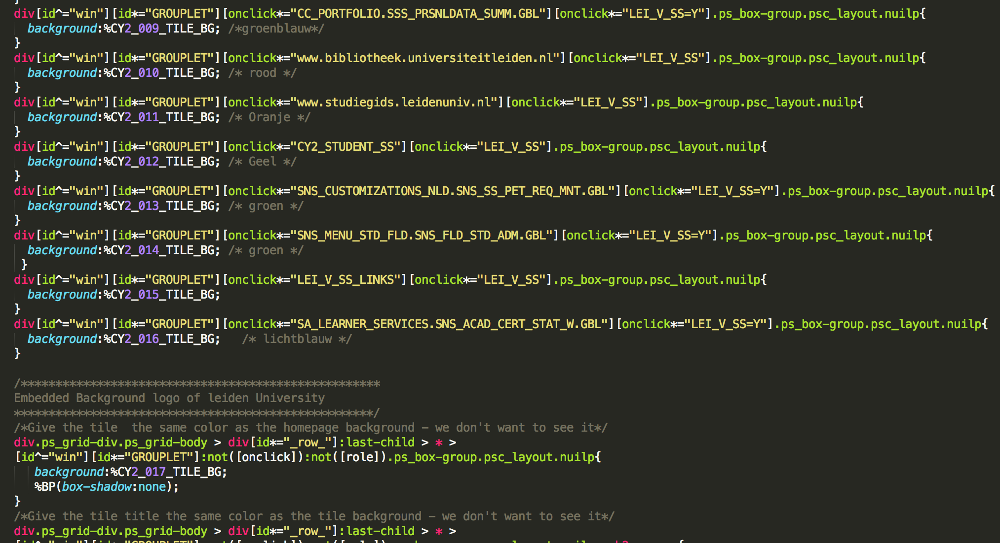 }
div[id^="win"][id*="GROUPLET"][onclick*="CC_PORTFOLIO.SSS_PRSNLDATA_SUMM.GBL"][onclick*="LEI_V_SS=Y"].ps_box-group.psc_layout.nuilp{
  background:%CY2_009_TILE_BG; /*groenblauw*/
}
div[id^="win"][id*="GROUPLET"][onclick*="www.bibliotheek.universiteitleiden.nl"][onclick*="LEI_V_SS"].ps_box-group.psc_layout.nuilp{
  background:%CY2_010_TILE_BG; /* rood */
}
div[id^="win"][id*="GROUPLET"][onclick*="www.studiegids.leidenuniv.nl"][onclick*="LEI_V_SS"].ps_box-group.psc_layout.nuilp{
  background:%CY2_011_TILE_BG; /* Oranje */
}
div[id^="win"][id*="GROUPLET"][onclick*="CY2_STUDENT_SS"][onclick*="LEI_V_SS"].ps_box-group.psc_layout.nuilp{
  background:%CY2_012_TILE_BG; /* Geel */
}
div[id^="win"][id*="GROUPLET"][onclick*="SNS_CUSTOMIZATIONS_NLD.SNS_SS_PET_REQ_MNT.GBL"][onclick*="LEI_V_SS=Y"].ps_box-group.psc_layout.nuilp{
  background:%CY2_013_TILE_BG; /* groen */
}
div[id^="win"][id*="GROUPLET"][onclick*="SNS_MENU_STD_FLD.SNS_FLD_STD_ADM.GBL"][onclick*="LEI_V_SS=Y"].ps_box-group.psc_layout.nuilp{
  background:%CY2_014_TILE_BG; /* groen */
 }
div[id^="win"][id*="GROUPLET"][onclick*="LEI_V_SS_LINKS"][onclick*="LEI_V_SS"].ps_box-group.psc_layout.nuilp{
  background:%CY2_015_TILE_BG;
}
div[id^="win"][id*="GROUPLET"][onclick*="SA_LEARNER_SERVICES.SNS_ACAD_CERT_STAT_W.GBL"][onclick*="LEI_V_SS=Y"].ps_box-group.psc_layout.nuilp{
  background:%CY2_016_TILE_BG;   /* lichtblauw */
}
/****************************************************
Embedded Background logo of leiden University
****************************************************/
/*Give the tile  the same color as the homepage background - we don't want to see it*/
div.ps_grid-div.ps_grid-body > div[id*="_row_"]:last-child > * >
[id^="win"][id*="GROUPLET"]:not([onclick]):not([role]).ps_box-group.psc_layout.nuilp{
   background:%CY2_017_TILE_BG;
   %BP(box-shadow:none);
}
/*Give the tile title the same color as the tile background - we don't want to see it*/
div.ps_grid-div.ps_grid-body > div[id*="_row_"]:last-child > * >